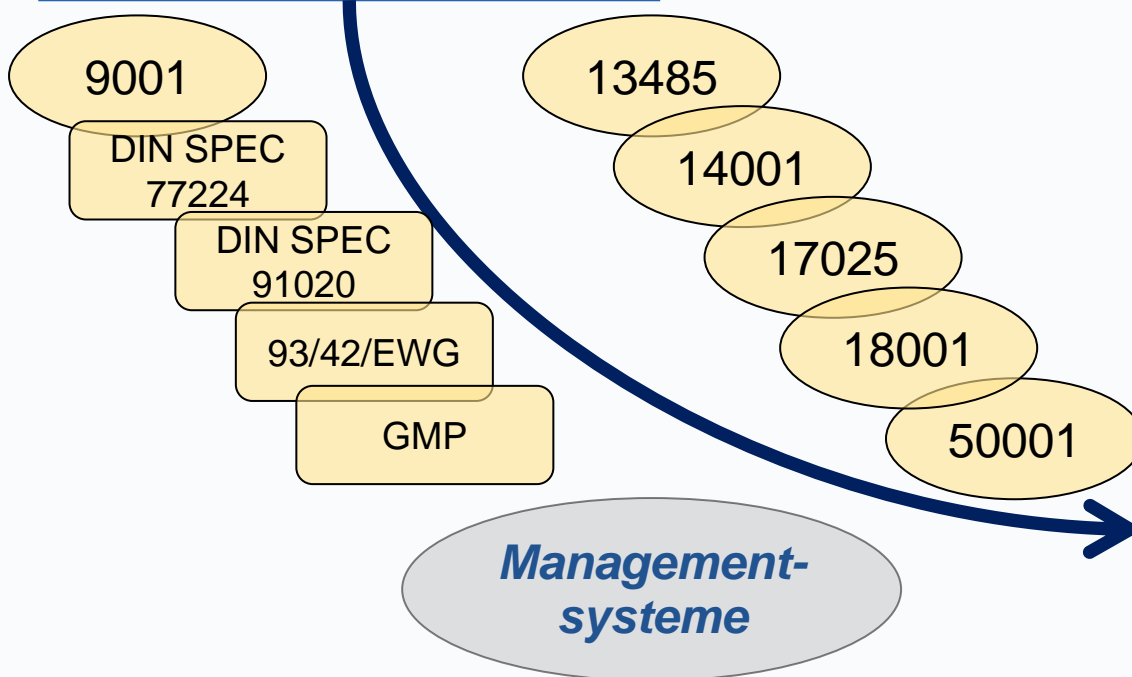 9001
DIN SPEC
77224
DIN SPEC
91020
93/42/EWG
GMP
13485
14001
17025
18001
50001
Management-
systeme